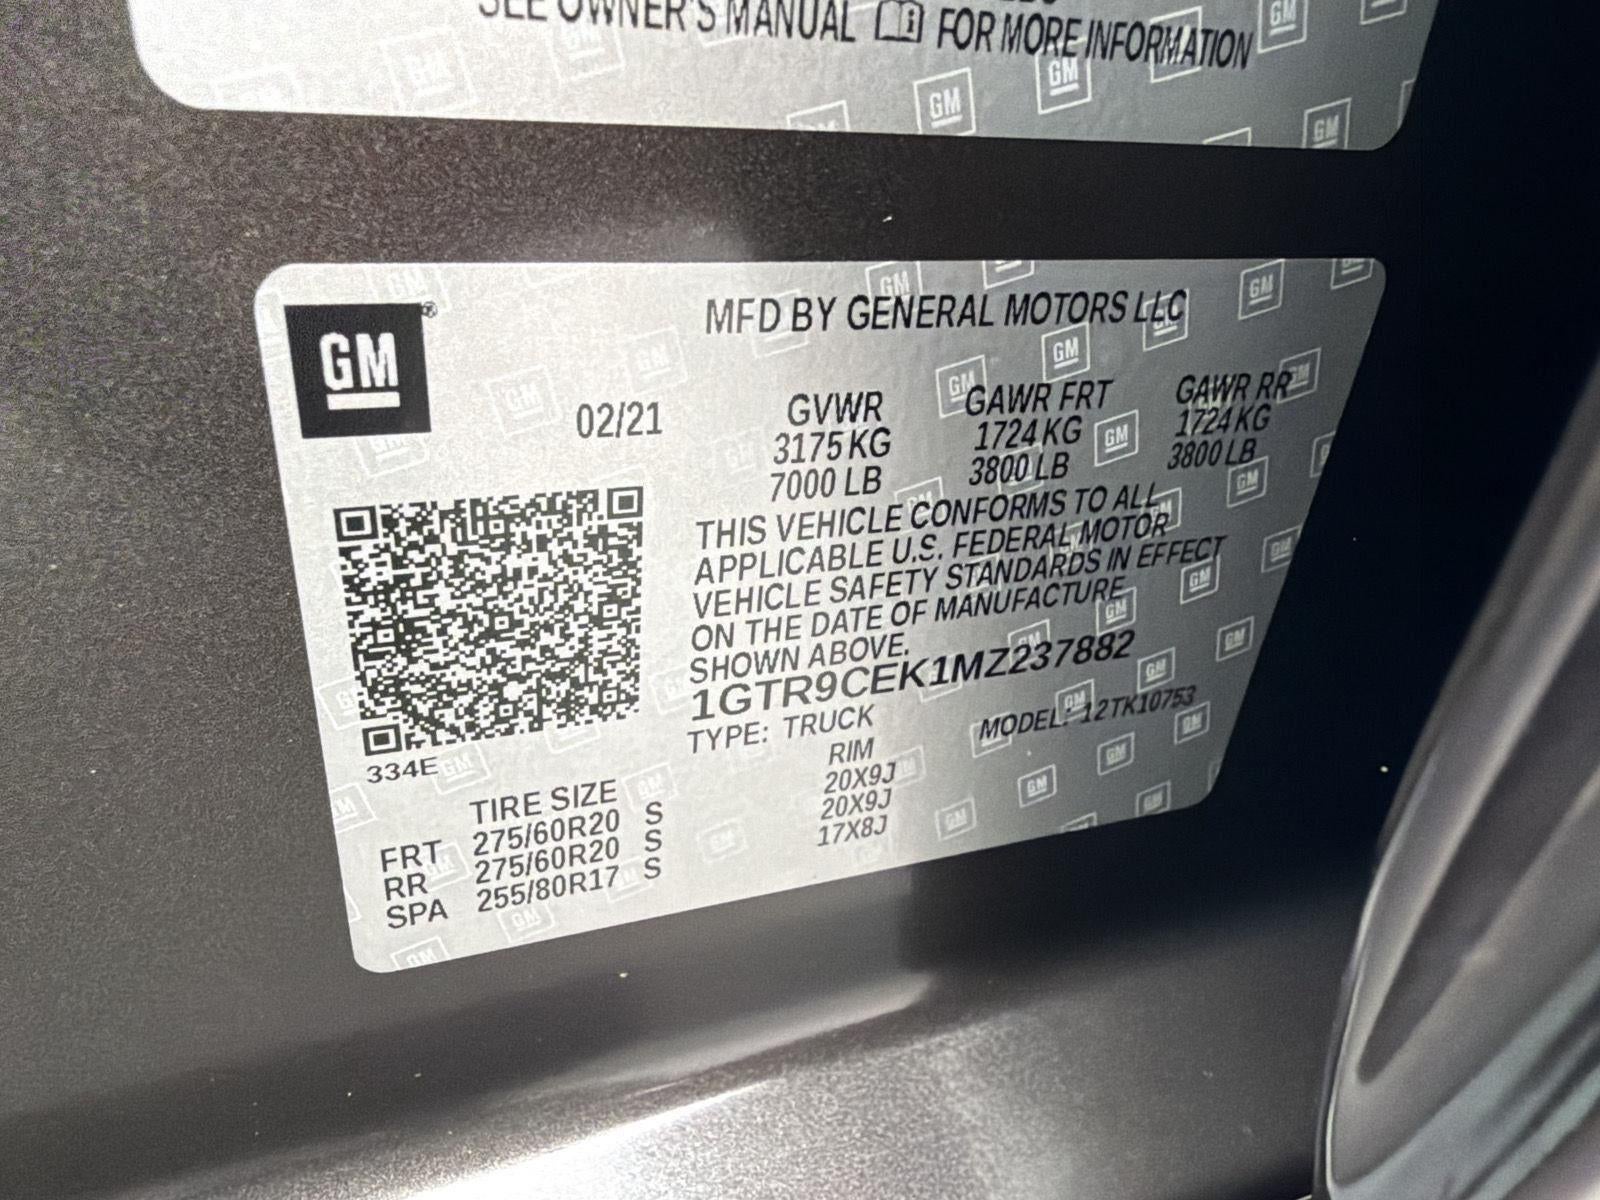 SEE OWNER'S MANUAL FOR MORE INFORMATION
GM®
MFD BY GENERAL MOTORS LLC
02/21
GVWR GAWR FRT GAWR RR
3175 KG 1724 KG 1724 KG
7000 LB 3800 LB 3800 LB
THIS VEHICLE CONFORMS TO ALL
APPLICABLE U.S. FEDERAL MOTOR
VEHICLE SAFETY STANDARDS IN EFFECT
ON THE DATE OF MANUFACTURE
SHOWN ABOVE.
1GTR9CEK1MZ237882
TYPE: TRUCK MODEL: 12TK10753
334E
TIRE SIZE RIM
FRT 275/60R20 S 20X9J
RR 275/60R20 S 20X9J
SPA 255/80R17 S 17X8J